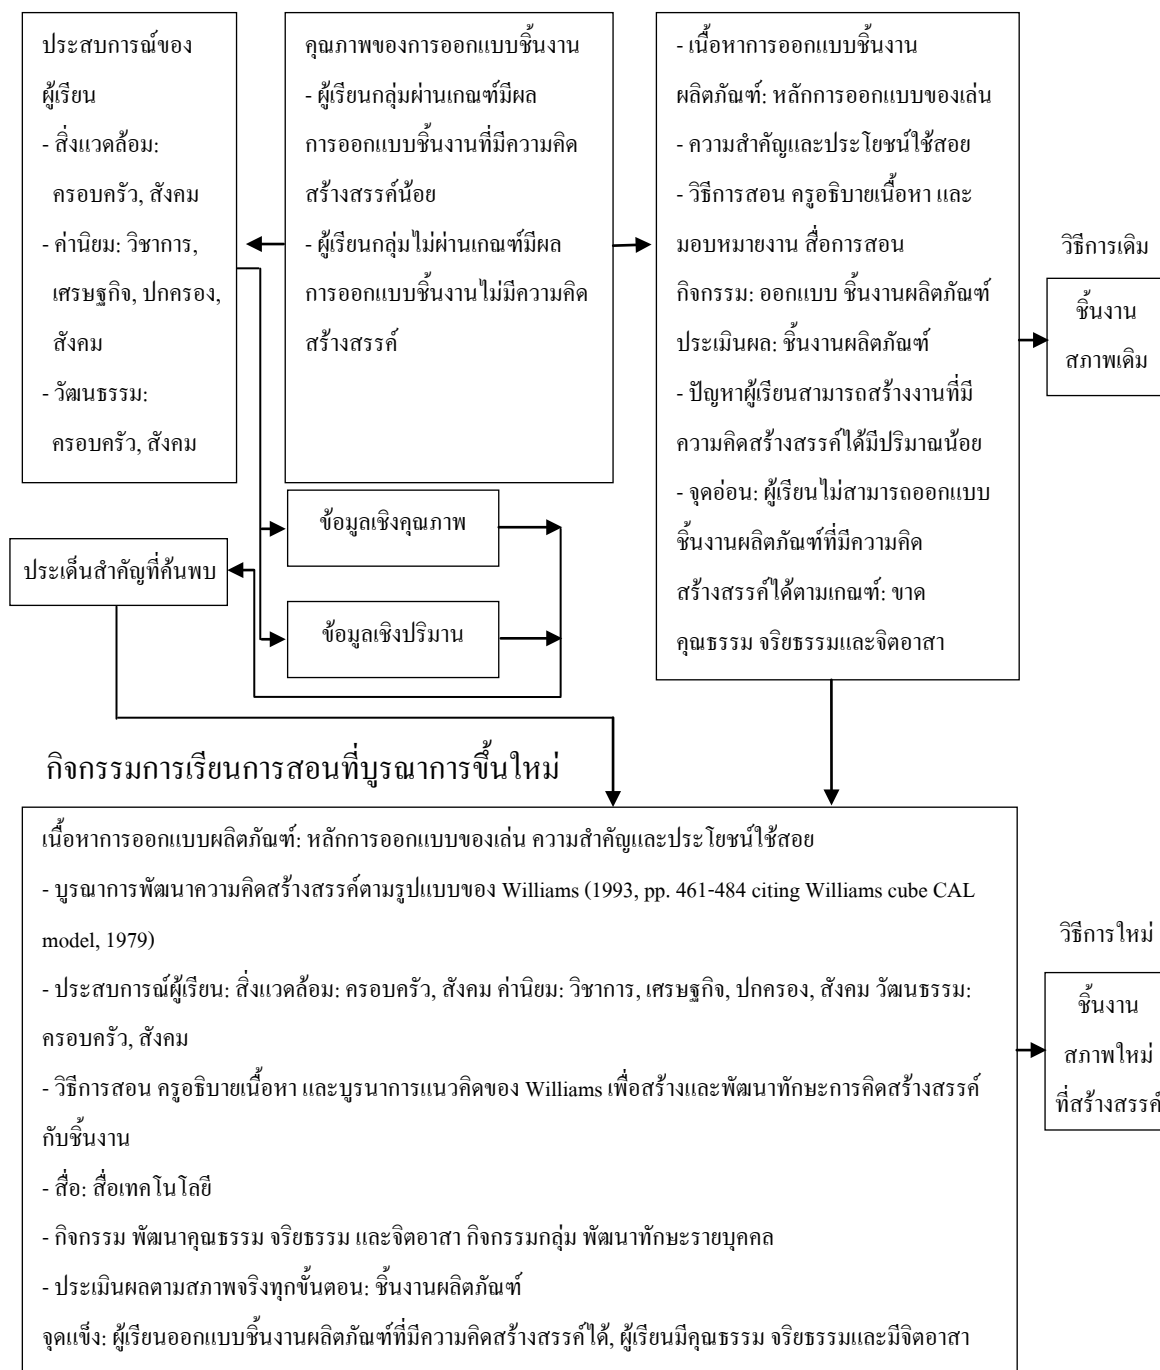 ประสบการณ์ของ
ผู้เรียน
- สิ่งแวดล้อม:
ครอบครัว, สังคม
- ค่านิยม: วิชาการ,
เศรษฐกิจ, ปกครอง,
สังคม
- วัฒนธรรม:
ครอบครัว, สังคม
คุณภาพของการออกแบบชิ้นงาน
- ผู้เรียนกลุ่มผ่านเกณฑ์มีผล
การออกแบบชิ้นงานที่มีความคิด
สร้างสรรค์น้อย
- ผู้เรียนกลุ่มไม่ผ่านเกณฑ์มีผล
การออกแบบชิ้นงานไม่มีความคิด
สร้างสรรค์
- เนื้อหาการออกแบบชิ้นงาน
ผลิตภัณฑ์: หลักการออกแบบของเล่น
- ความสำคัญและประโยชน์ใช้สอย
- วิธีการสอน ครูอธิบายเนื้อหา และ
มอบหมายงาน สื่อการสอน
กิจกรรม: ออกแบบ ชิ้นงานผลิตภัณฑ์
ประเมินผล: ชิ้นงานผลิตภัณฑ์
- ปัญหาผู้เรียนสามารถสร้างงานที่มี
ความคิดสร้างสรรค์ได้มีปริมาณน้อย
- จุดอ่อน: ผู้เรียนไม่สามารถออกแบบ
ชิ้นงานผลิตภัณฑ์ที่มีความคิด
สร้างสรรค์ได้ตามเกณฑ์: ขาด
คุณธรรม จริยธรรมและจิตอาสา
วิธีการเดิม
ชิ้นงาน
สภาพเดิม
ข้อมูลเชิงคุณภาพ
ประเด็นสำคัญที่ค้นพบ
ข้อมูลเชิงปริมาน
กิจกรรมการเรียนการสอนที่บูรณาการขึ้นใหม่
เนื้อหาการออกแบบผลิตภัณฑ์: หลักการออกแบบของเล่น ความสำคัญและประโยชน์ใช้สอย
- บูรณาการพัฒนาความคิดสร้างสรรค์ตามรูปแบบของ Williams (1993, pp. 461-484 citing Williams cube CAL
model, 1979)
- ประสบการณ์ผู้เรียน: สิ่งแวดล้อม: ครอบครัว, สังคม ค่านิยม: วิชาการ, เศรษฐกิจ, ปกครอง, สังคม วัฒนธรรม:
ครอบครัว, สังคม
- วิธีการสอน ครูอธิบายเนื้อหา และบูรนาการแนวคิดของ Williams เพื่อสร้างและพัฒนาทักษะการคิดสร้างสรรค์
กับชิ้นงาน
- สื่อ: สื่อเทคโนโลยี
- กิจกรรม พัฒนาคุณธรรม จริยธรรม และจิตอาสา กิจกรรมกลุ่ม พัฒนาทักษะรายบุคคล
- ประเมินผลตามสภาพจริงทุกขั้นตอน: ชิ้นงานผลิตภัณฑ์
จุดแข็ง: ผู้เรียนออกแบบชิ้นงานผลิตภัณฑ์ที่มีความคิดสร้างสรรค์ได้, ผู้เรียนมีคุณธรรม จริยธรรมและมีจิตอาสา
วิธีการใหม่
ชิ้นงาน
สภาพใหม่
ที่สร้างสรรค์